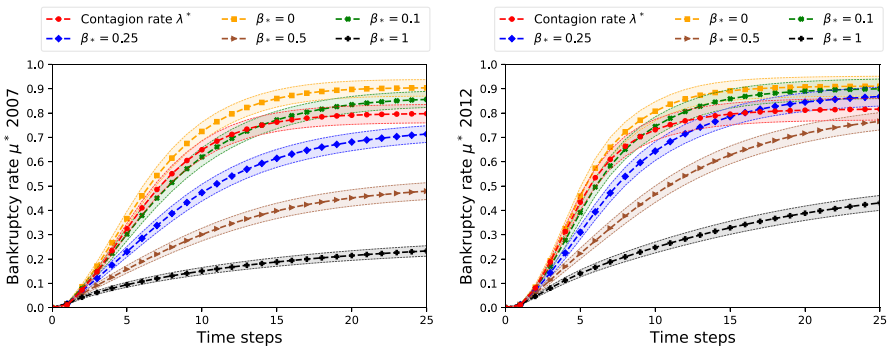 Contagion rate λ* β* = 0 β* = 0.1
β* = 0.25 β* = 0.5 β* = 1
Bankruptcy rate μ* 2007
1.0
0.9
0.8
0.7
0.6
0.5
0.4
0.3
0.2
0.1
0.0
0 5 10 15 20 25
Time steps
Contagion rate λ* β* = 0 β* = 0.1
β* = 0.25 β* = 0.5 β* = 1
Bankruptcy rate μ* 2012
1.0
0.9
0.8
0.7
0.6
0.5
0.4
0.3
0.2
0.1
0.0
0 5 10 15 20 25
Time steps